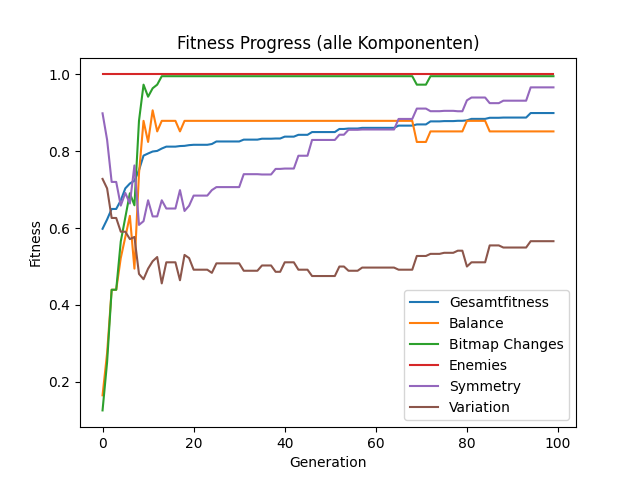 Fitness Progress (alle Komponenten)
Fitness
1.0
0.8
0.6
0.4
0.2
0
20
40
60
80
100
Generation
Gesamtfitness
Balance
Bitmap Changes
Enemies
Symmetry
Variation